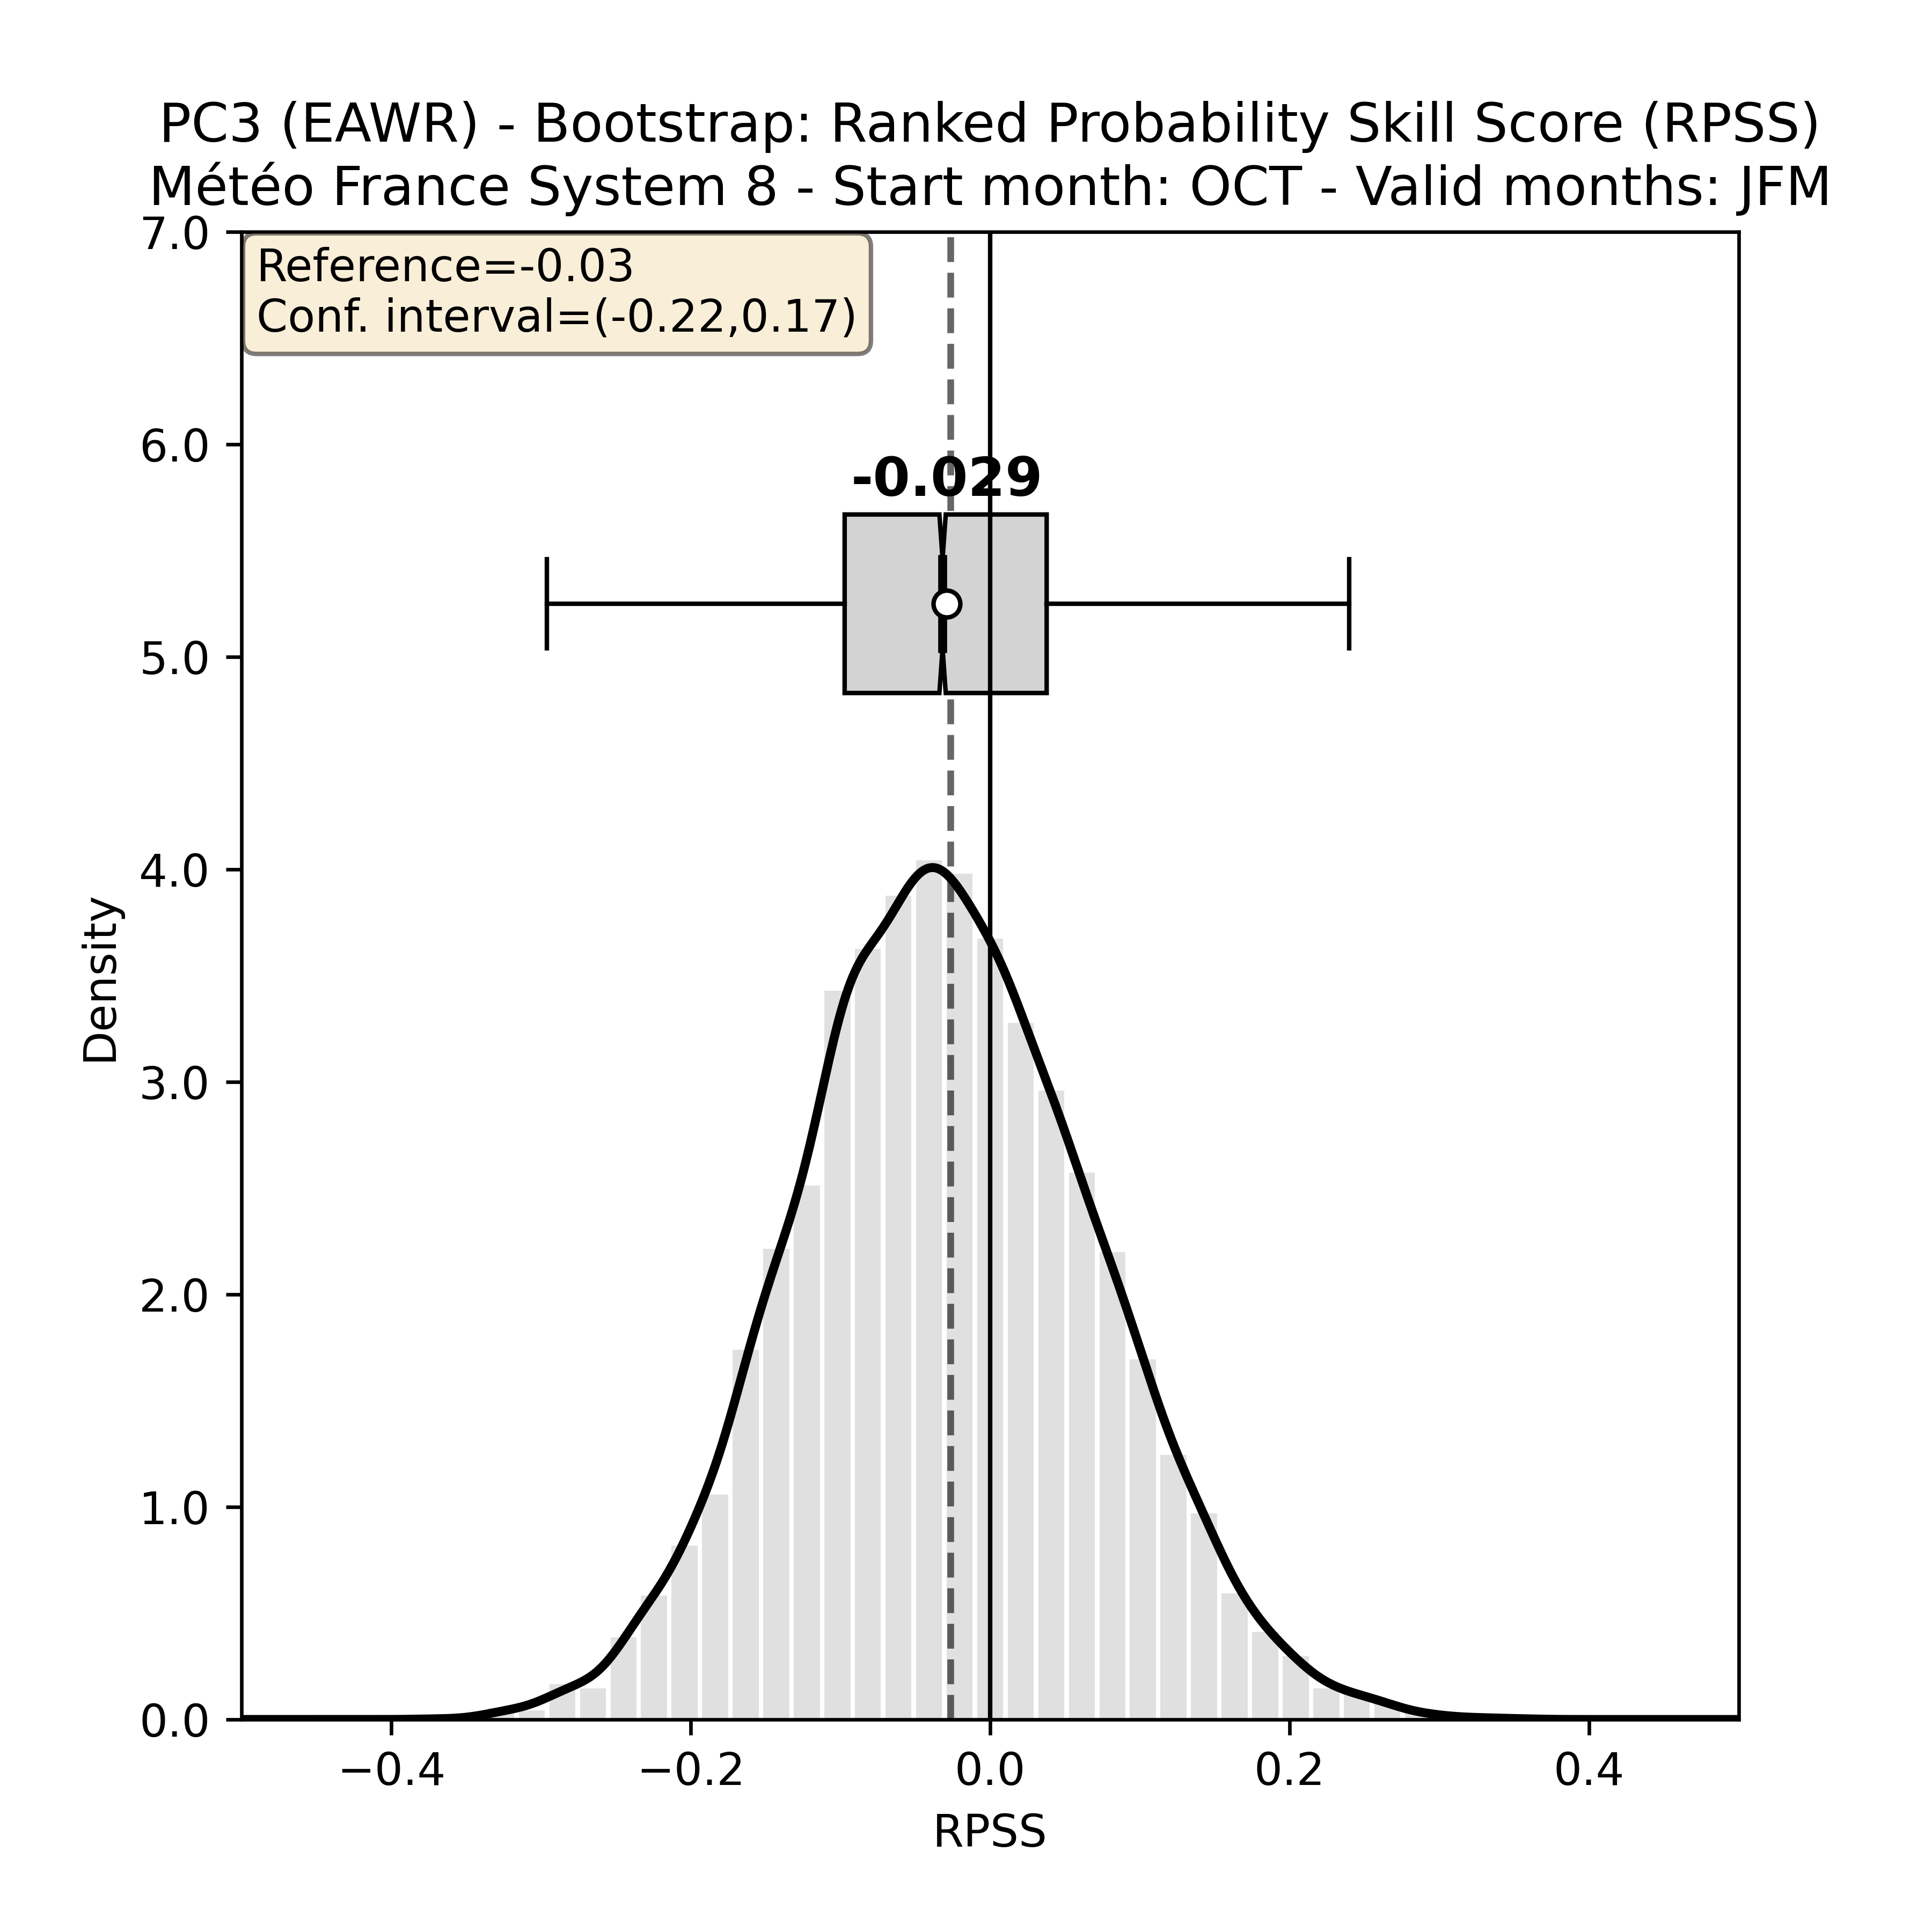 PC3 (EAWR) - Bootstrap: Ranked Probability Skill Score (RPSS)
Météo France System 8 - Start month: OCT - Valid months: JFM
7.0
Reference=-0.03
Conf. interval=(-0.22,0.17)
6.0
-0.029
5.0
4.0
Density
3.0
2.0
1.0
0.0
−0.4 −0.2 0.0 0.2 0.4
RPSS